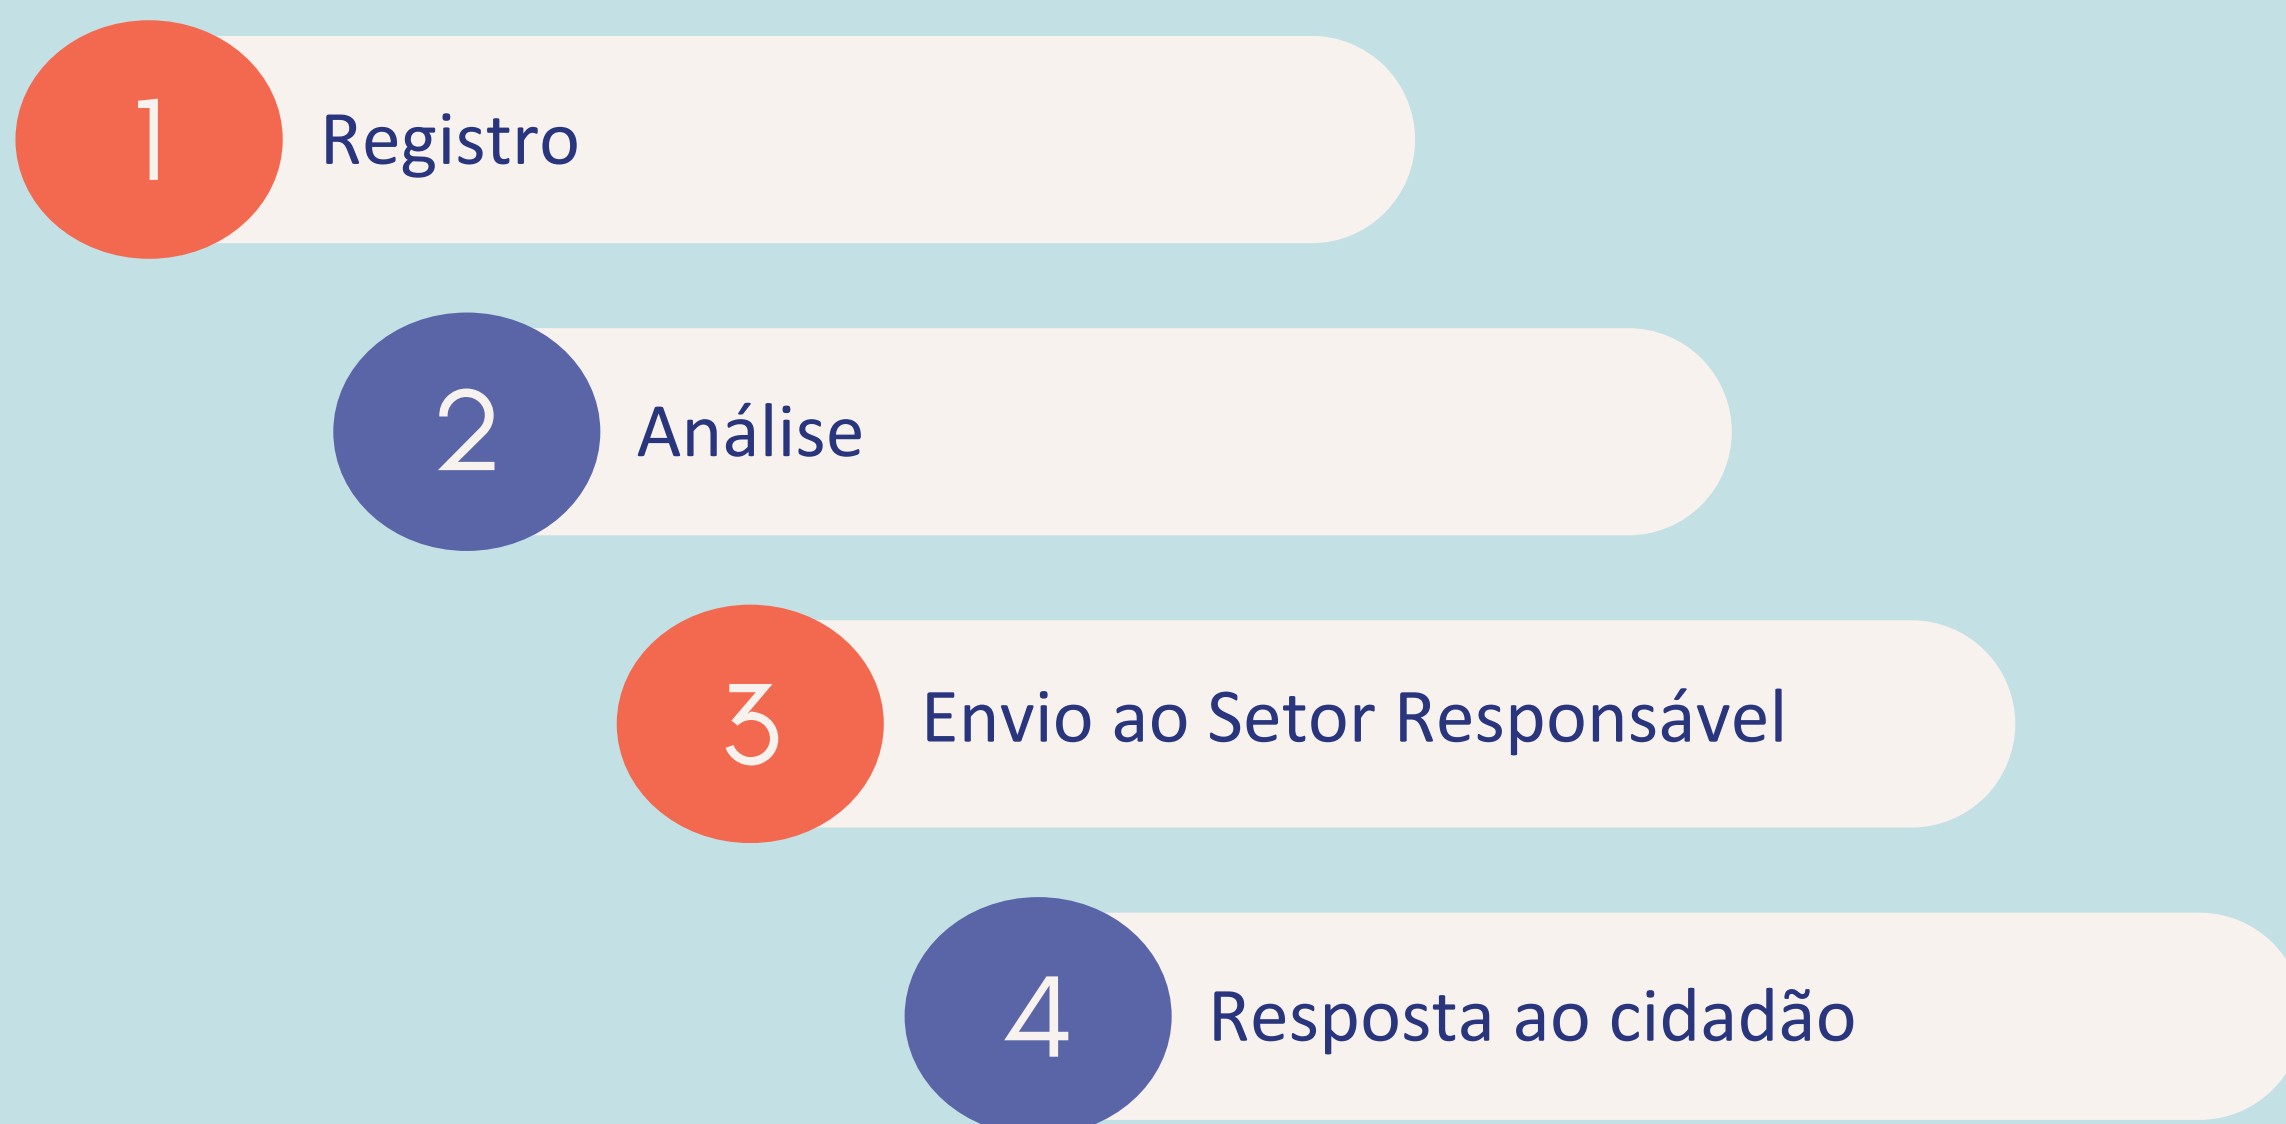 1
Registro
2
Análise
3
Envio ao Setor Responsável
4
Resposta ao cidadão